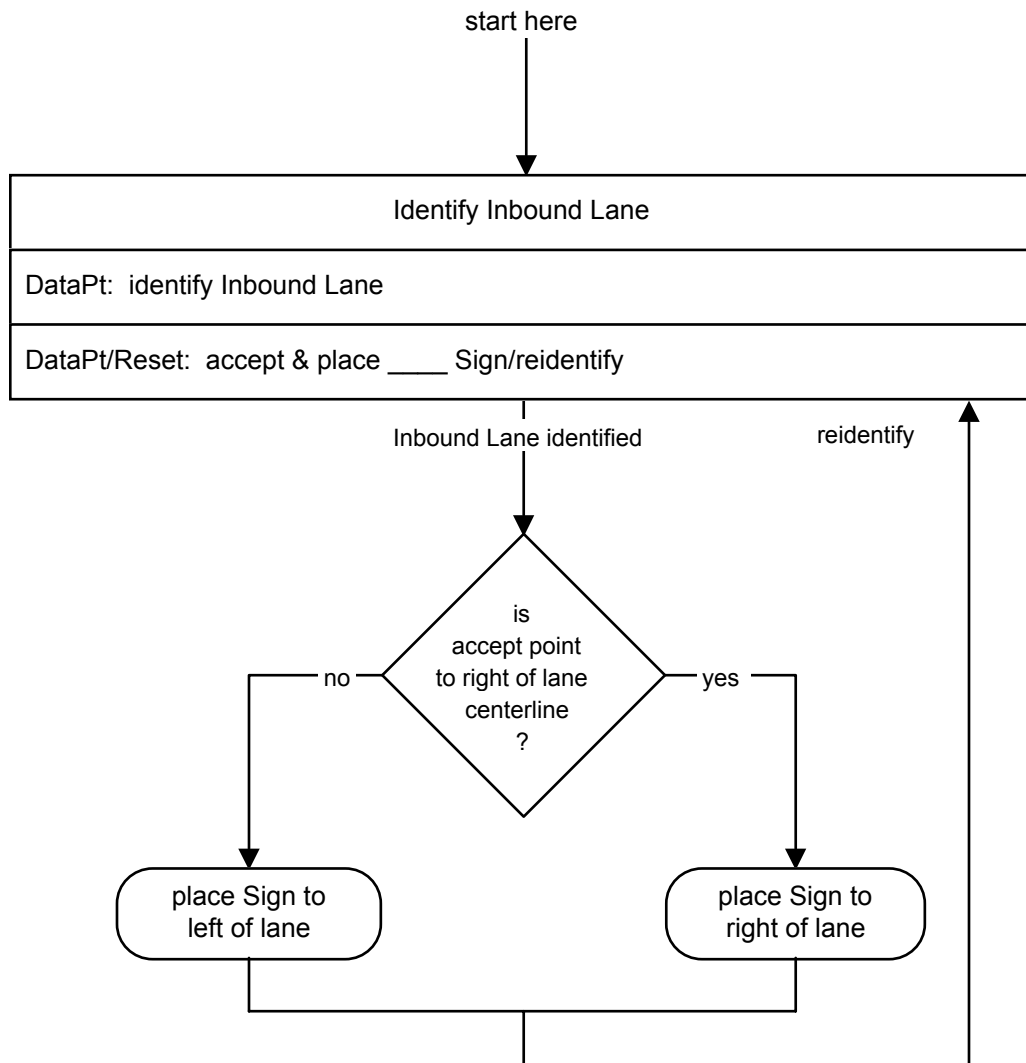 start here
Identify Inbound Lane
DataPt: identify Inbound Lane
DataPt/Reset: accept & place ____ Sign/reidentify
Inbound Lane identified
reidentify
is
accept point
to right of lane
centerline
?
no
yes
place Sign to
left of lane
place Sign to
right of lane